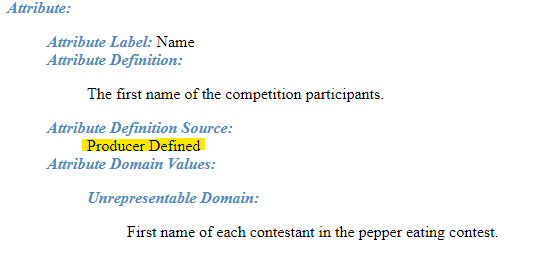 Attribute:
Attribute Label: Name
Attribute Definition:
The first name of the competition participants.
Attribute Definition Source:
Producer Defined
Attribute Domain Values:
Unrepresentable Domain:
First name of each contestant in the pepper eating contest.